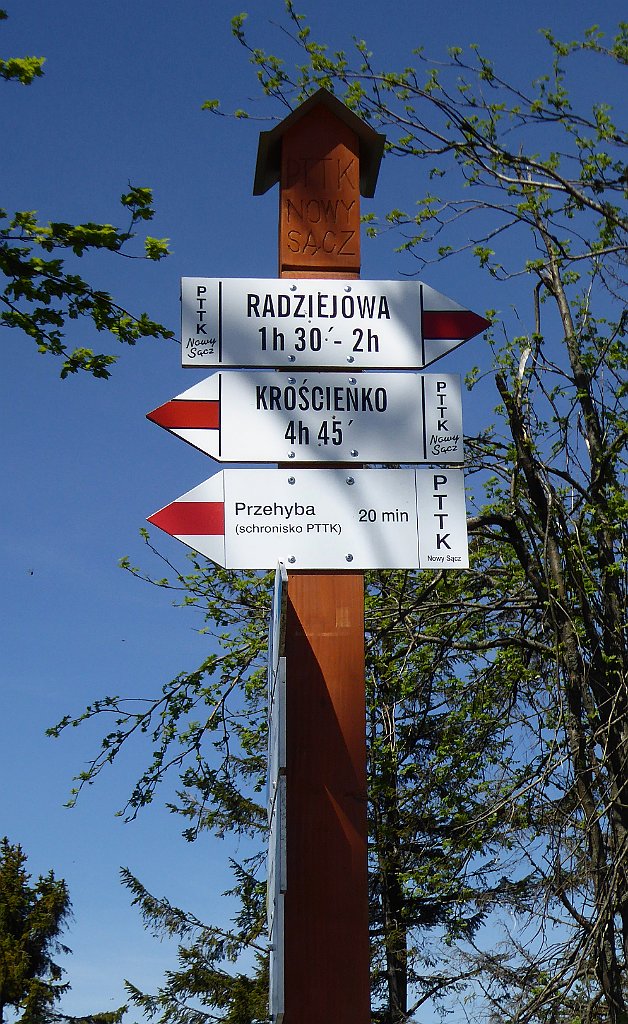 PTTK
NOWY
SĄCZ
PTTK
Nowy
Sącz
RADZIEJOWA
1h 30´- 2h
KROŚCIENKO
4h 45´
PTTK
Nowy
Sącz
Przehyba
(schronisko PTTK)
20 min
PTTK
Nowy Sącz